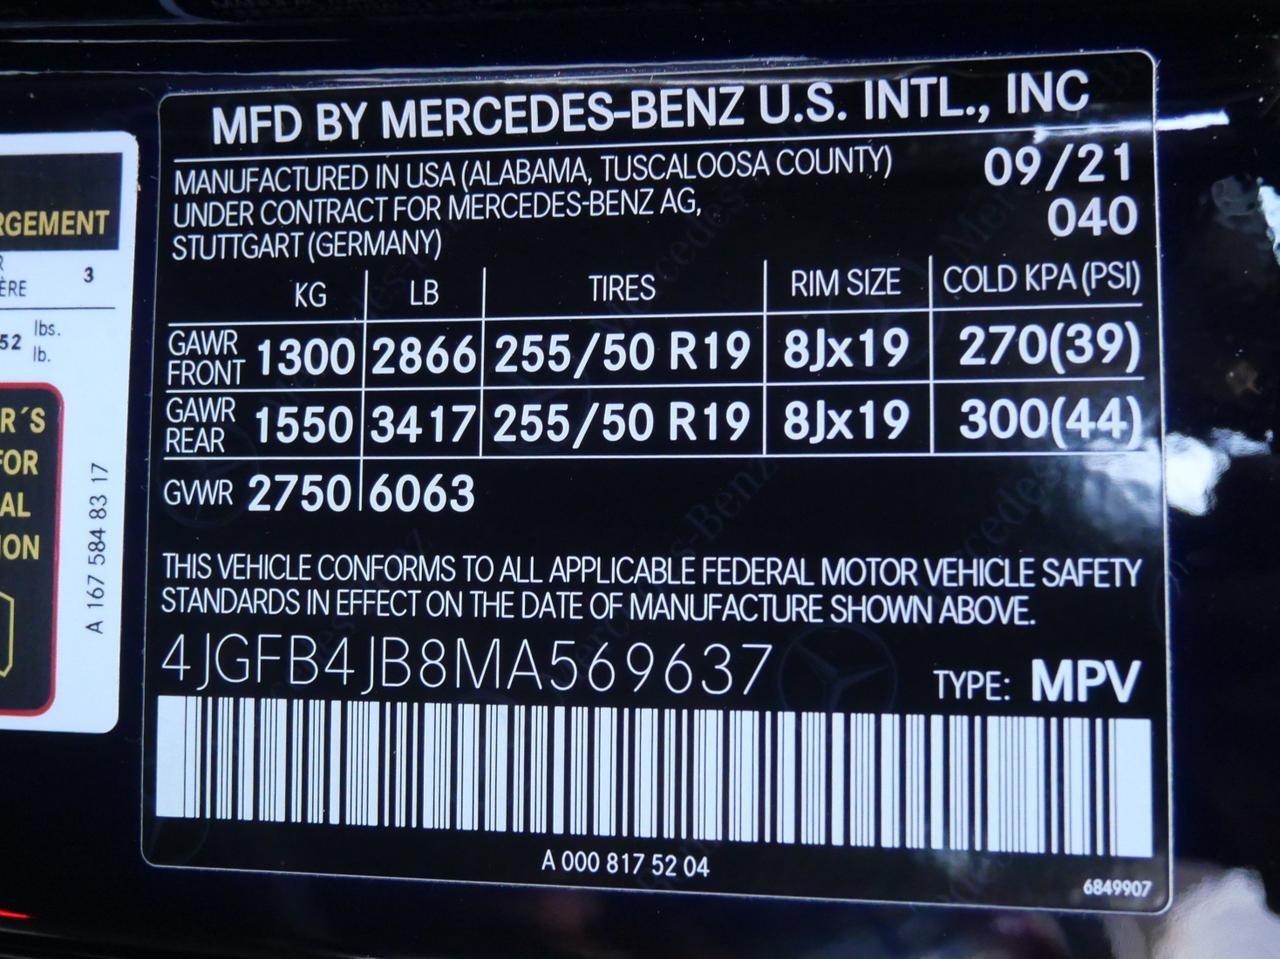 MFD BY MERCEDES-BENZ U.S. INTL., INC
MANUFACTURED IN USA (ALABAMA, TUSCALOOSA COUNTY) 09/21
UNDER CONTRACT FOR MERCEDES-BENZ AG, 040
STUTTGART (GERMANY)
KG LB TIRES RIM SIZE COLD KPA (PSI)
GAWR FRONT 1300 2866 255/50 R19 8Jx19 270(39)
GAWR REAR 1550 3417 255/50 R19 8Jx19 300(44)
GVWR 2750 6063
THIS VEHICLE CONFORMS TO ALL APPLICABLE FEDERAL MOTOR VEHICLE SAFETY
STANDARDS IN EFFECT ON THE DATE OF MANUFACTURE SHOWN ABOVE.
4JGFB4JB8MA569637 TYPE: MPV
A 000 817 52 04
6849907
RGEMENT
R
ÈRE 3
52 lbs.
lb.
R´S
FOR
AL
ION
A 167 584 83 17